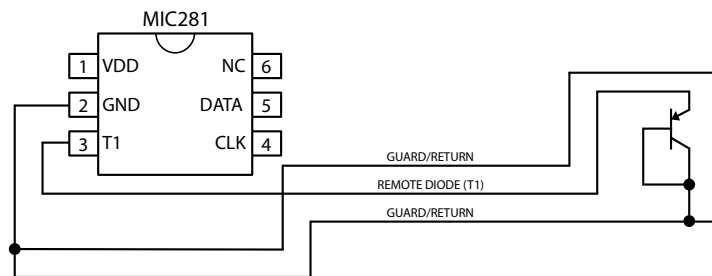 MIC281
1 VDD NC 6
2 GND DATA 5
3 T1 CLK 4
GUARD/RETURN
REMOTE DIODE (T1)
GUARD/RETURN